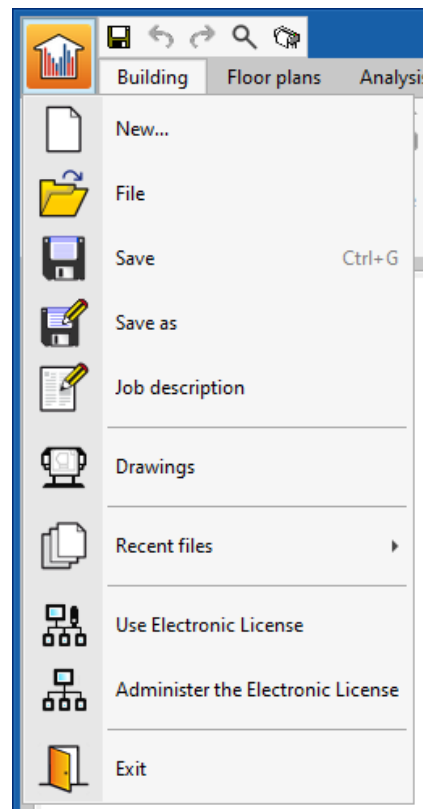 Building Floor plans Analysis
New...
File
Save Ctrl+G
Save as
Job description
Drawings
Recent files
Use Electronic License
Administer the Electronic License
Exit